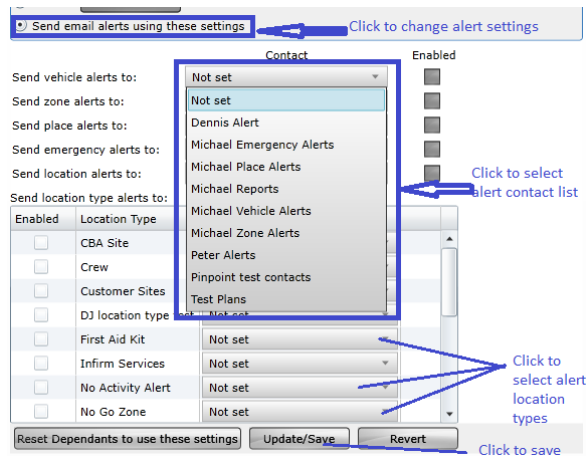 Send email alerts using these settings
Click to change alert settings
Contact
Enabled
Send vehicle alerts to:
Not set
Send zone alerts to:
Not set
Send place alerts to:
Dennis Alert
Send emergency alerts to:
Michael Emergency Alerts
Send location alerts to:
Michael Place Alerts
Click to select
alert contact list
Michael Reports
Send location type alerts to:
Michael Vehicle Alerts
Enabled
Location Type
Michael Zone Alerts
CBA Site
Peter Alerts
Crew
Pinpoint test contacts
Customer Sites
Test Plans
DJ location type test
Not set
First Aid Kit
Not set
Infirm Services
Not set
Click to
select alert
location
types
No Activity Alert
Not set
No Go Zone
Not set
Reset Dependants to use these settings
Update/Save
Revert
Click to save